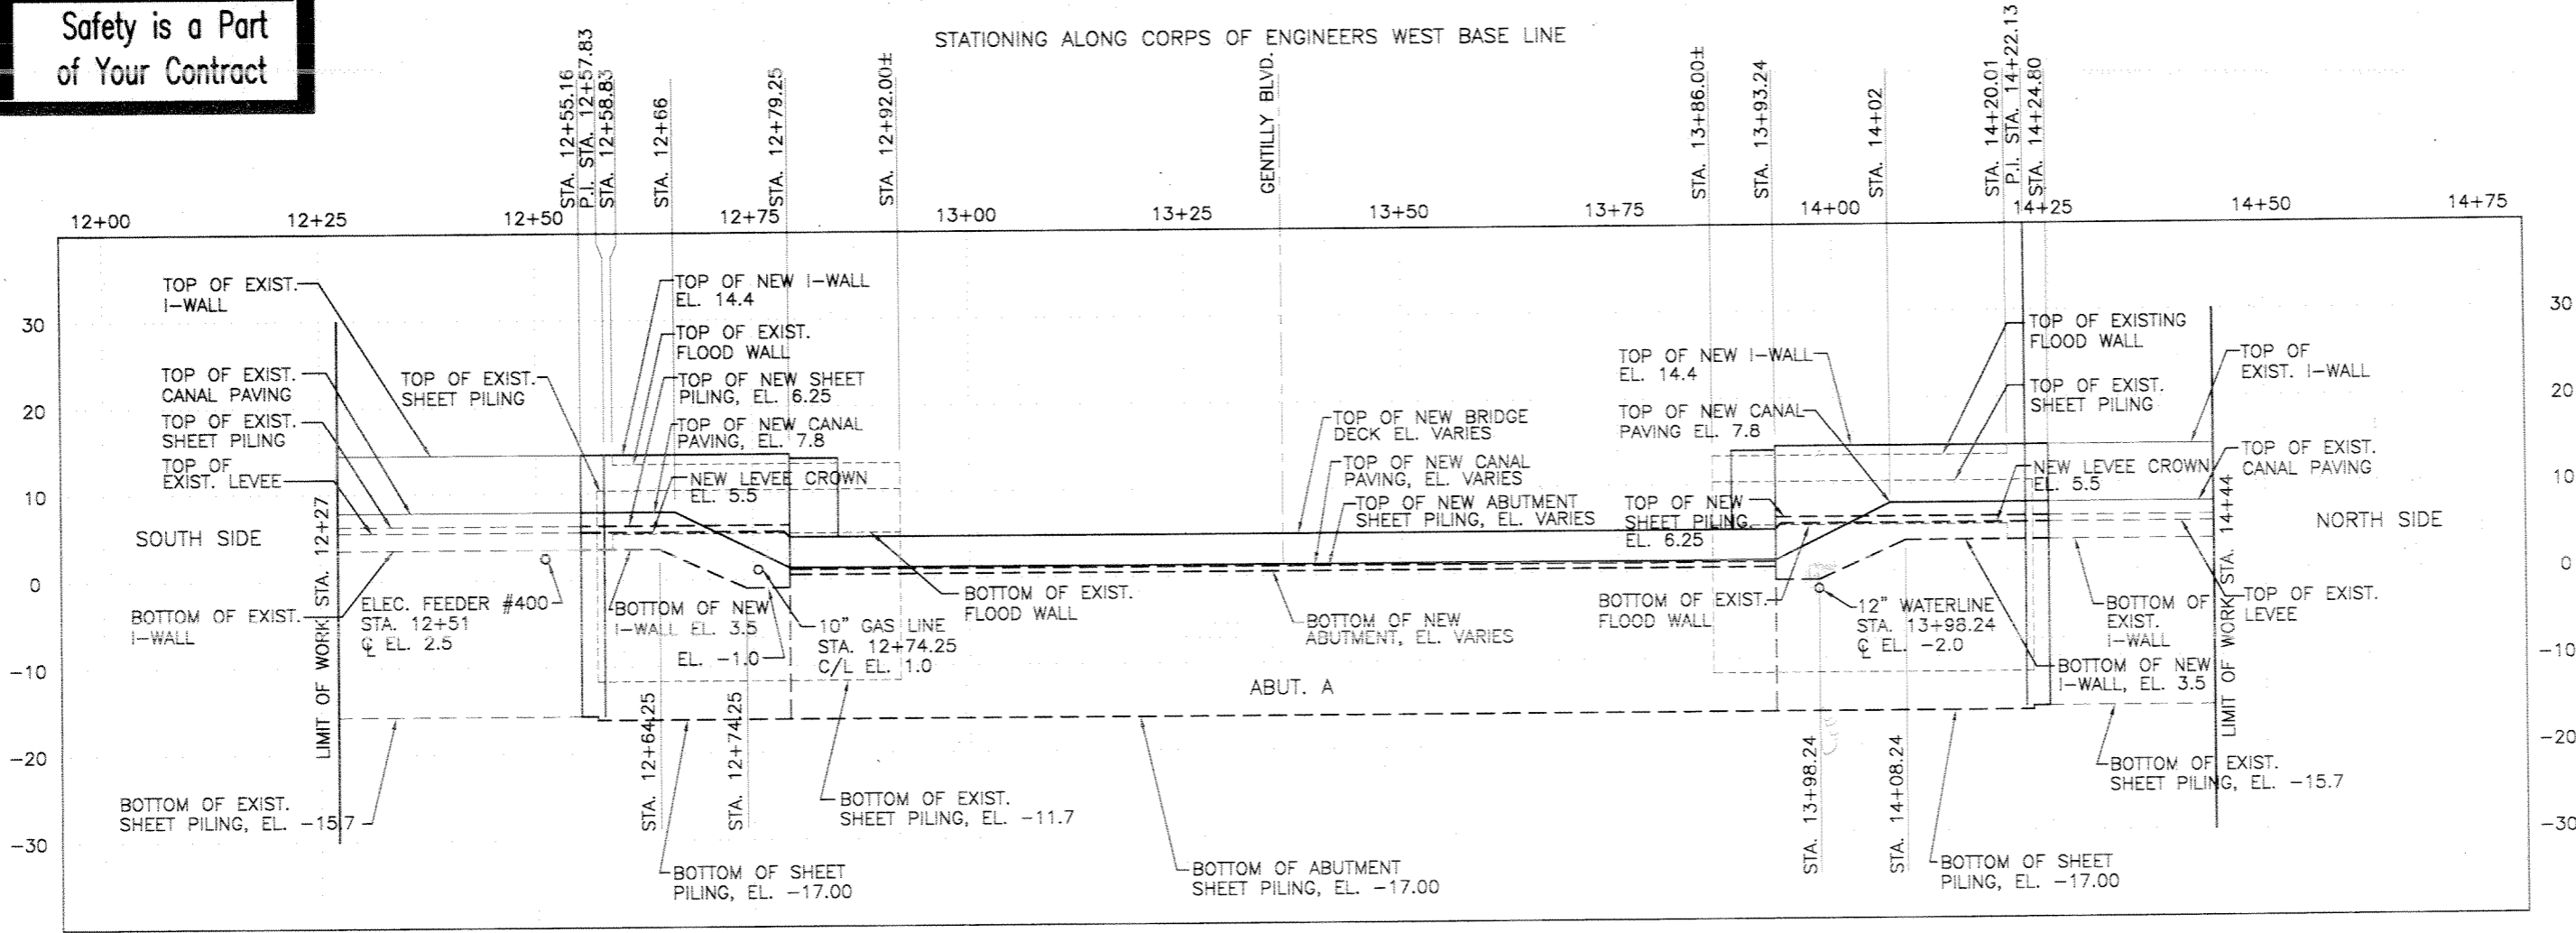 Safety is a Part
of Your Contract
STATIONING ALONG CORPS OF ENGINEERS WEST BASE LINE
STA. 12+55.16
P.I. STA. 12+57.83
STA. 12+58.83
STA. 12+66
STA. 12+79.25
STA. 12+92.00±
GENTILLY BLVD.
STA. 13+86.00±
STA. 13+93.24
STA. 14+02
STA. 14+20.01
P.I. STA. 14+22.13
STA. 14+24.80
12+00 12+25 12+50 12+75 13+00 13+25 13+50 13+75 14+00 14+25 14+50 14+75
30
20
10
0
-10
-20
-30
TOP OF EXIST.
I-WALL
TOP OF EXIST.
CANAL PAVING
TOP OF EXIST.
SHEET PILING
TOP OF
EXIST. LEVEE
SOUTH SIDE
BOTTOM OF EXIST.
I-WALL
LIMIT OF WORK STA. 12+27
BOTTOM OF EXIST.
SHEET PILING, EL. -15.7
TOP OF EXIST.
SHEET PILING
ELEC. FEEDER #400
STA. 12+51
℄ EL. 2.5
TOP OF NEW I-WALL
EL. 14.4
TOP OF EXIST.
FLOOD WALL
TOP OF NEW SHEET
PILING, EL. 6.25
TOP OF NEW CANAL
PAVING, EL. 7.8
NEW LEVEE CROWN
EL. 5.5
BOTTOM OF NEW
I-WALL EL. 3.5
EL. -1.0
10" GAS LINE
STA. 12+74.25
C/L EL. 1.0
STA. 12+64.25
STA. 12+74.25
BOTTOM OF EXIST.
FLOOD WALL
BOTTOM OF EXIST.
SHEET PILING, EL. -11.7
BOTTOM OF SHEET
PILING, EL. -17.00
TOP OF NEW BRIDGE
DECK EL. VARIES
TOP OF NEW CANAL
PAVING, EL. VARIES
TOP OF NEW ABUTMENT
SHEET PILING, EL. VARIES
BOTTOM OF NEW
ABUTMENT, EL. VARIES
ABUT. A
BOTTOM OF ABUTMENT
SHEET PILING, EL. -17.00
TOP OF NEW I-WALL
EL. 14.4
TOP OF NEW CANAL
PAVING EL. 7.8
TOP OF NEW
SHEET PILING.
EL. 6.25
BOTTOM OF EXIST.
FLOOD WALL
12" WATERLINE
STA. 13+98.24
℄ EL. -2.0
STA. 13+98.24
STA. 14+08.24
TOP OF EXISTING
FLOOD WALL
TOP OF EXIST.
SHEET PILING
NEW LEVEE CROWN
EL. 5.5
BOTTOM OF
EXIST.
I-WALL
BOTTOM OF NEW
I-WALL, EL. 3.5
BOTTOM OF EXIST.
SHEET PILING, EL. -15.7
BOTTOM OF SHEET
PILING, EL. -17.00
LIMIT OF WORK STA. 14+44
TOP OF
EXIST. I-WALL
TOP OF EXIST.
CANAL PAVING
NORTH SIDE
TOP OF EXIST.
LEVEE
30
20
10
0
-10
-20
-30